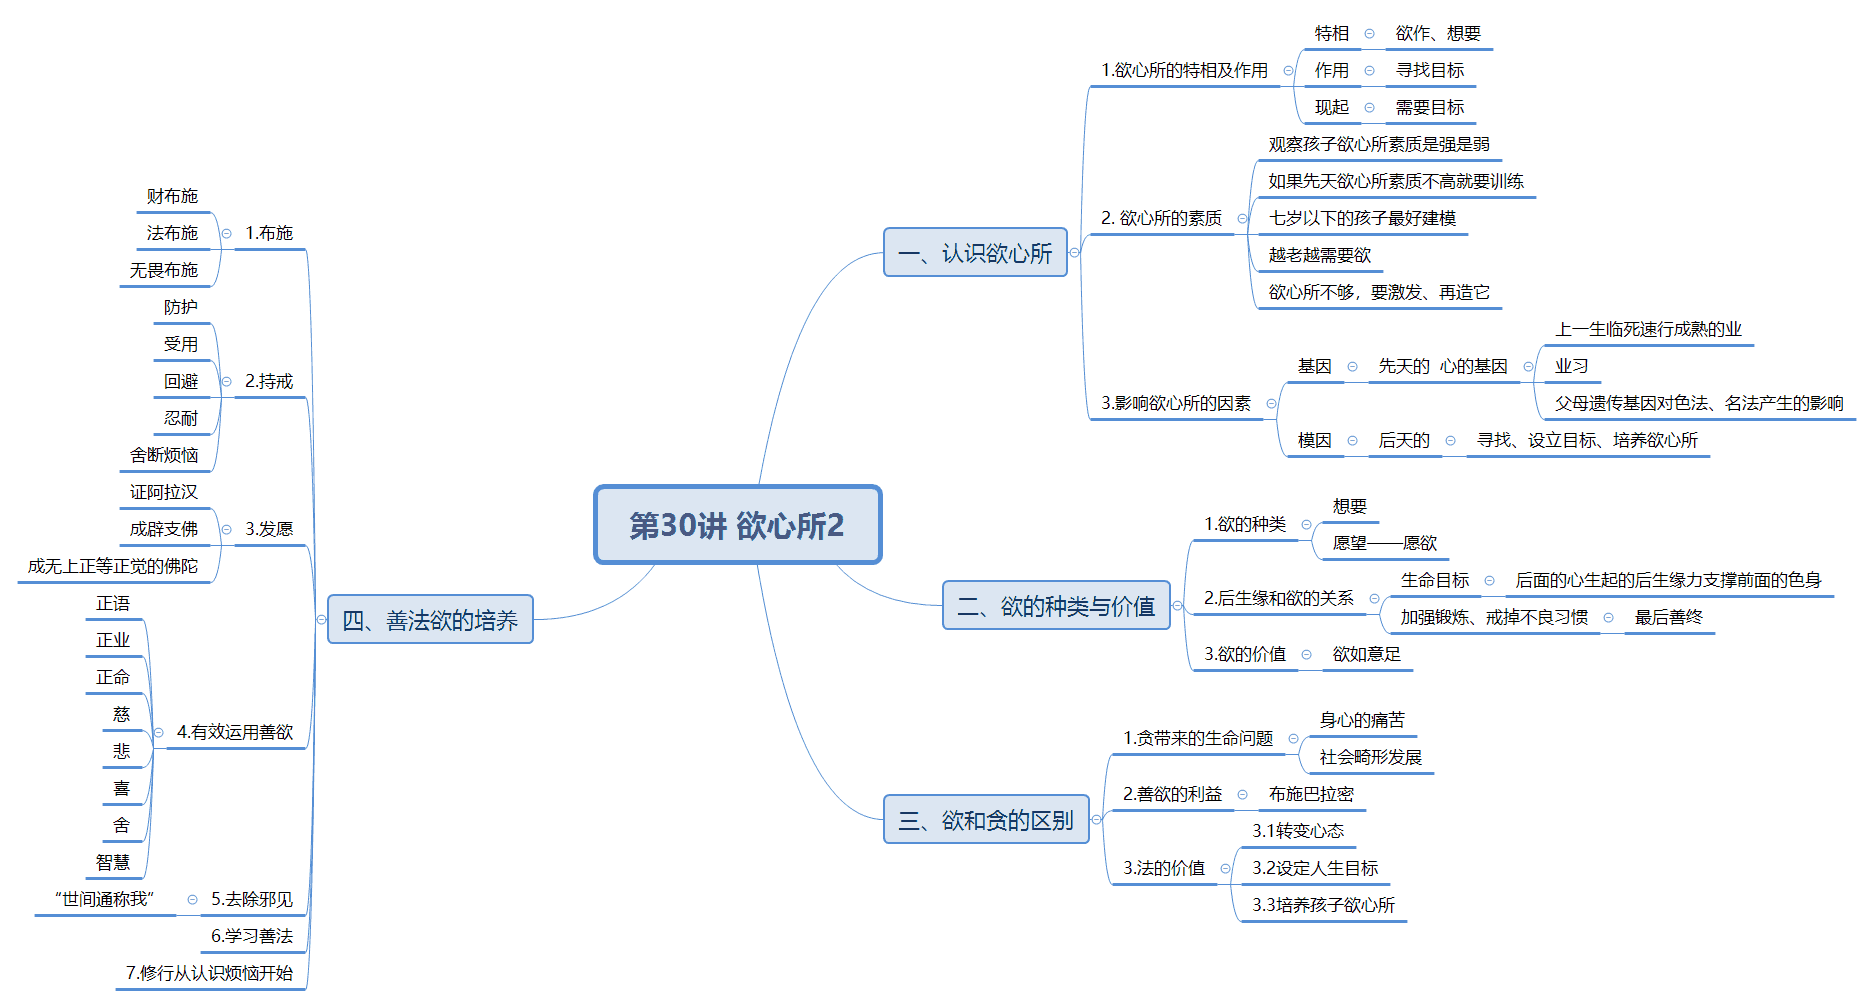 第30讲 欲心所2
一、认识欲心所
1.欲心所的特相及作用
特相
欲作、想要
作用
寻找目标
现起
需要目标
2. 欲心所的素质
观察孩子欲心所素质是强是弱
如果先天欲心所素质不高就要训练
七岁以下的孩子最好建模
越老越需要欲
欲心所不够，要激发、再造它
3.影响欲心所的因素
基因
先天的 心的基因
上一生临死速行成熟的业
业习
父母遗传基因对色法、名法产生的影响
模因
后天的
寻找、设立目标、培养欲心所
二、欲的种类与价值
1.欲的种类
想要
愿望——愿欲
2.后生缘和欲的关系
生命目标
后面的心生起的后生缘力支撑前面的色身
加强锻炼、戒掉不良习惯
最后善终
3.欲的价值
欲如意足
三、欲和贪的区别
1.贪带来的生命问题
身心的痛苦
社会畸形发展
2.善欲的利益
布施巴拉密
3.法的价值
3.1转变心态
3.2设定人生目标
3.3培养孩子欲心所
四、善法欲的培养
1.布施
财布施
法布施
无畏布施
2.持戒
防护
受用
回避
忍耐
舍断烦恼
3.发愿
证阿拉汉
成辟支佛
成无上正等正觉的佛陀
4.有效运用善欲
正语
正业
正命
慈
悲
喜
舍
智慧
5.去除邪见
“世间通称我”
6.学习善法
7.修行从认识烦恼开始